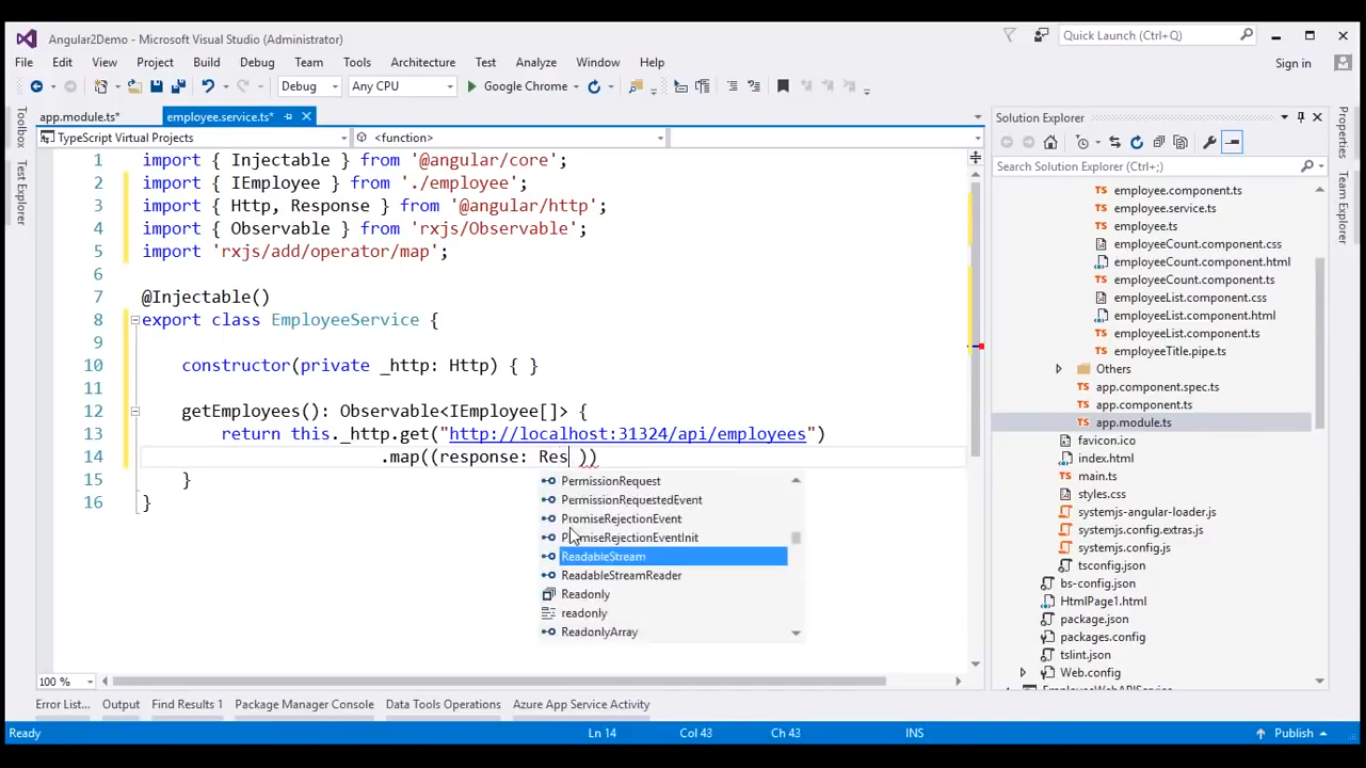 Angular2Demo - Microsoft Visual Studio (Administrator)
Quick Launch (Ctrl+Q)
File Edit View Project Build Debug Team Tools Architecture Test Analyze Window Help
Sign in
Debug Any CPU Google Chrome
Toolbox
Test Explorer
app.module.ts* employee.service.ts*
TypeScript Virtual Projects <function>
1 import { Injectable } from '@angular/core';
2 import { IEmployee } from './employee';
3 import { Http, Response } from '@angular/http';
4 import { Observable } from 'rxjs/Observable';
5 import 'rxjs/add/operator/map';
6
7 @Injectable()
8 export class EmployeeService {
9
10 constructor(private _http: Http) { }
11
12 getEmployees(): Observable<IEmployee[]> {
13 return this._http.get("http://localhost:31324/api/employees")
14 .map((response: Res ))
15 }
16 }
PermissionRequest
PermissionRequestedEvent
PromiseRejectionEvent
PromiseRejectionEventInit
ReadableStream
ReadableStreamReader
Readonly
readonly
ReadonlyArray
100 %
Solution Explorer
Search Solution Explorer (Ctrl+;)
TS employee.component.ts
TS employee.service.ts
TS employee.ts
employeeCount.component.css
employeeCount.component.html
TS employeeCount.component.ts
employeeList.component.css
employeeList.component.html
TS employeeList.component.ts
TS employeeTitle.pipe.ts
Others
TS app.component.spec.ts
TS app.component.ts
TS app.module.ts
favicon.ico
index.html
TS main.ts
styles.css
systemjs-angular-loader.js
systemjs.config.extras.js
systemjs.config.js
tsconfig.json
bs-config.json
HtmlPage1.html
package.json
packages.config
tslint.json
Web.config
EmployeeWebAPIService
Properties
Team Explorer
Error List... Output Find Results 1 Package Manager Console Data Tools Operations Azure App Service Activity
Ready Ln 14 Col 43 Ch 43 INS Publish